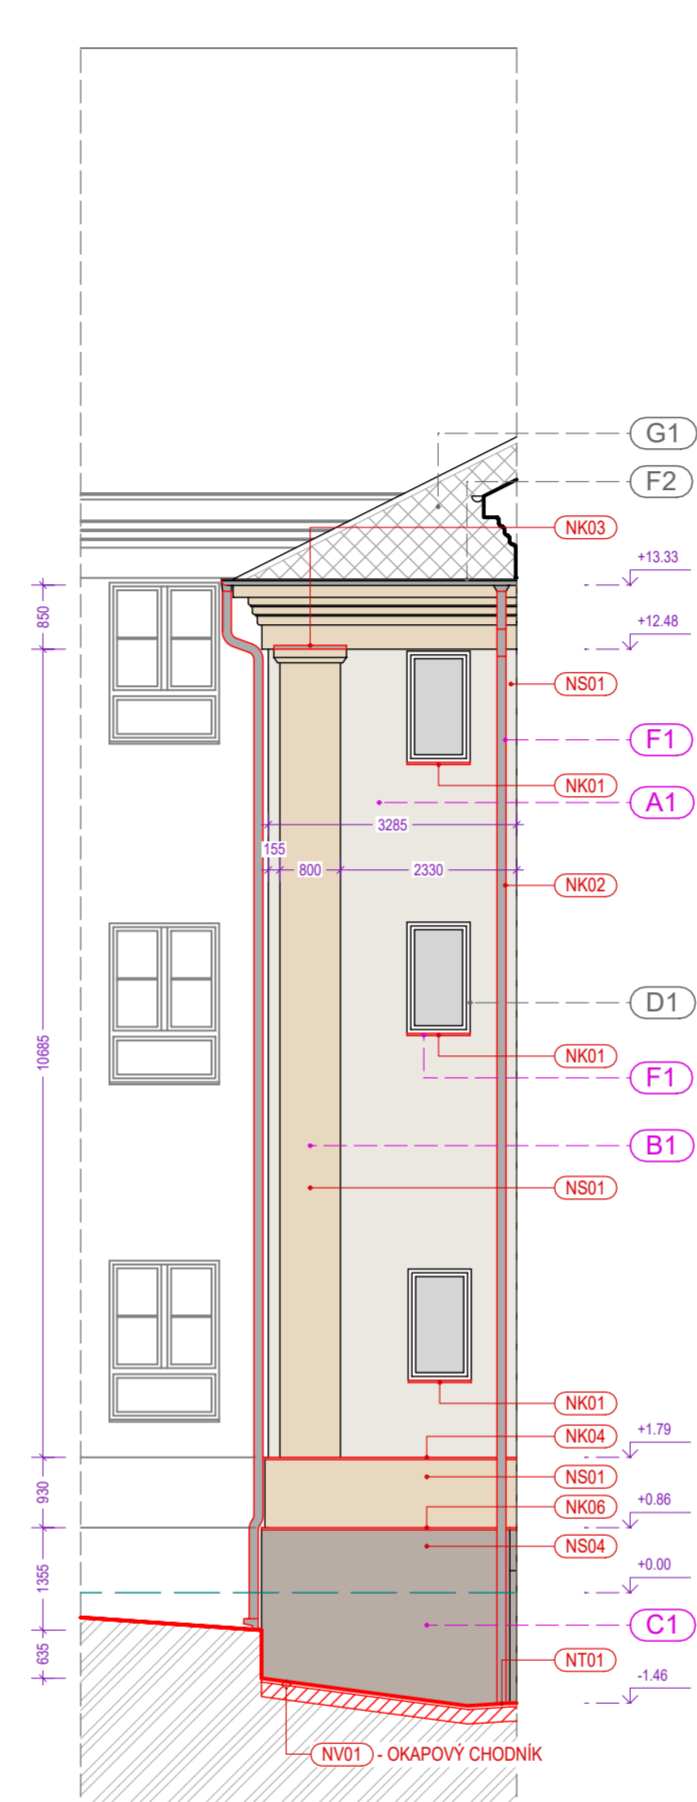 G1
F2
NK03
+13.33
850
+12.48
NS01
F1
NK01
A1
3285
155
800
2330
NK02
D1
10685
NK01
F1
B1
NS01
NK01
+1.79
NK04
NS01
930
+0.86
NK06
NS04
+0.00
1355
C1
635
NT01
-1.46
NV01 - OKAPOVÝ CHODNÍK